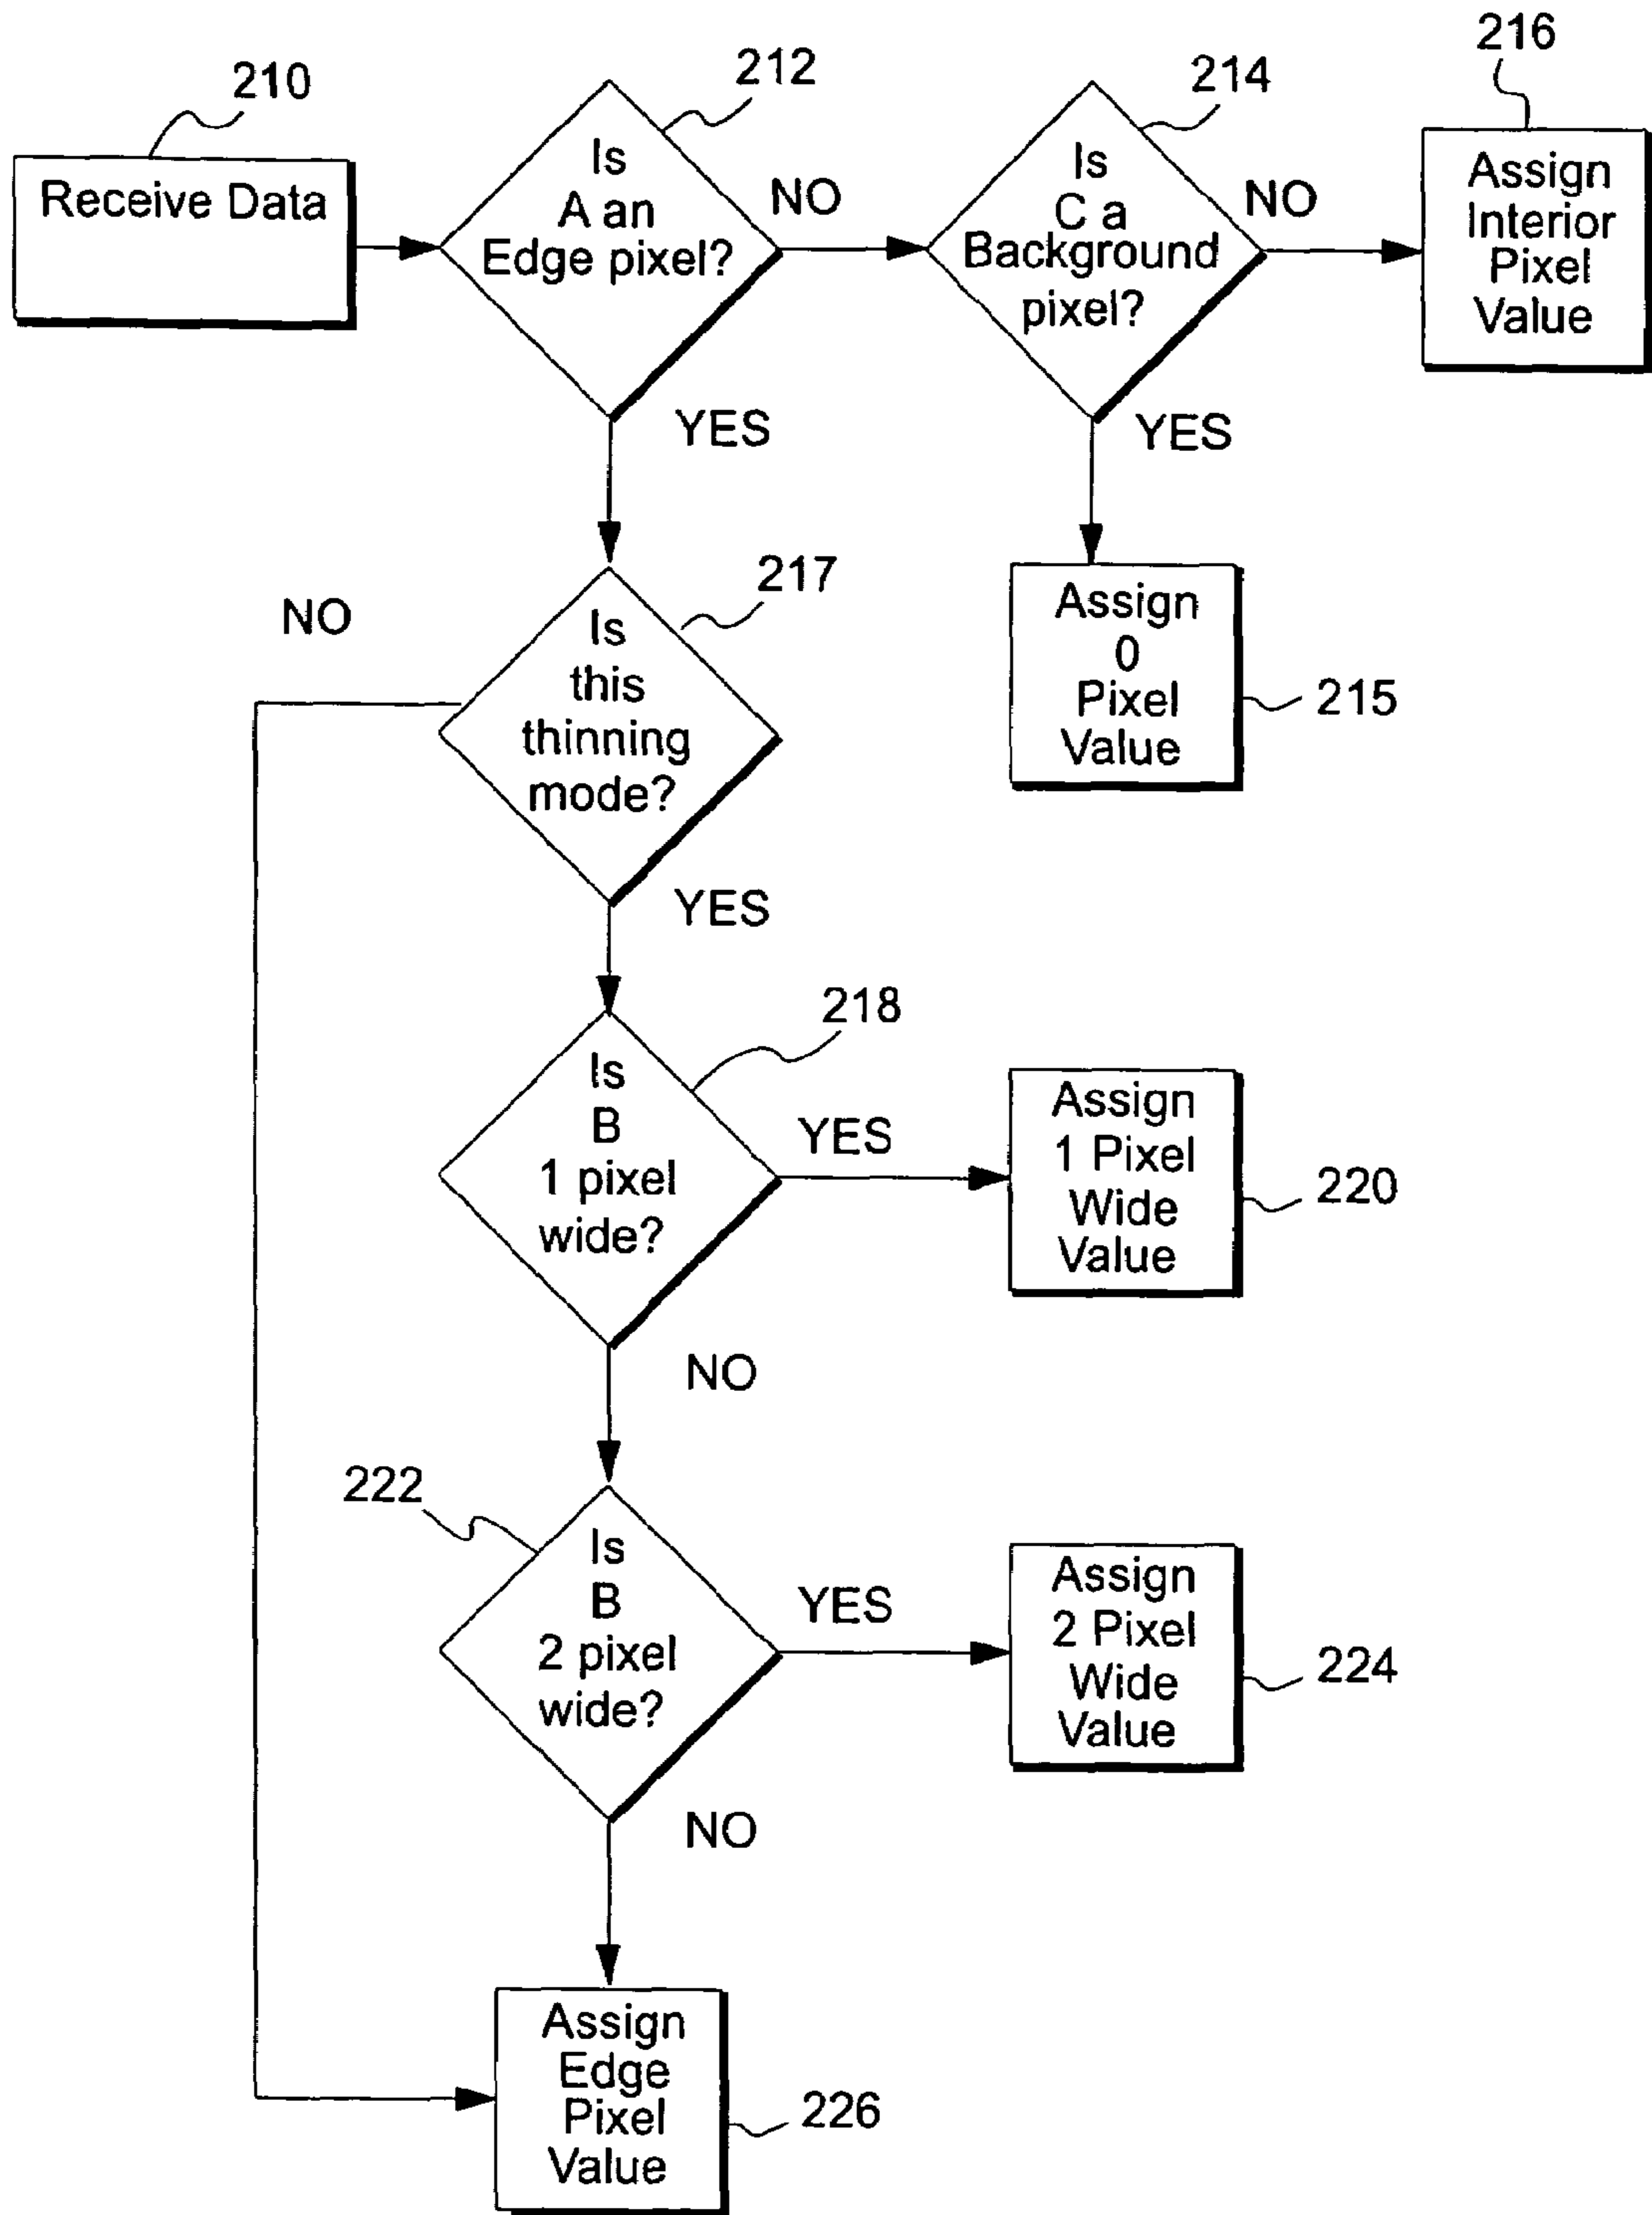 210
Receive Data
212
Is
A an
Edge pixel?
NO
YES
214
Is
C a
Background
pixel?
NO
YES
216
Assign
Interior
Pixel
Value
Assign
0
Pixel
Value
215
217
Is
this
thinning
mode?
NO
YES
218
Is
B
1 pixel
wide?
YES
NO
Assign
1 Pixel
Wide
Value
220
222
Is
B
2 pixel
wide?
YES
NO
Assign
2 Pixel
Wide
Value
224
Assign
Edge
Pixel
Value
226